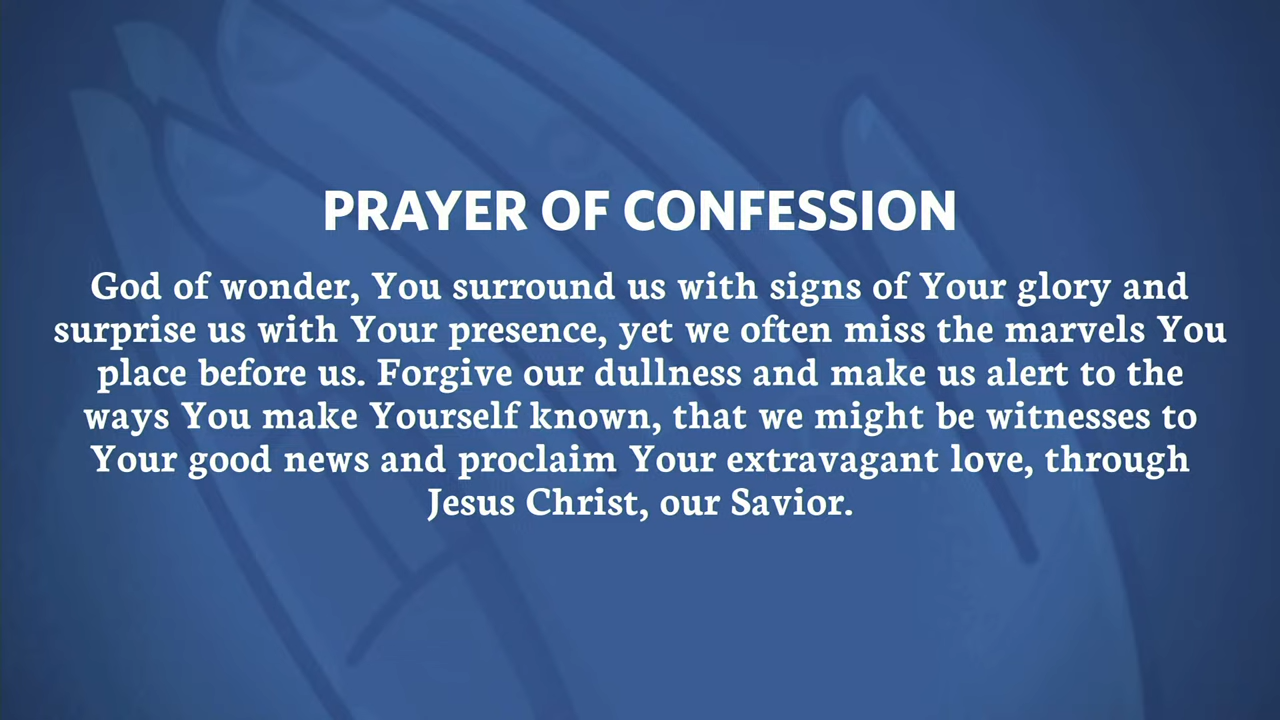 PRAYER OF CONFESSION
God of wonder, You surround us with signs of Your glory and
surprise us with Your presence, yet we often miss the marvels You
place before us. Forgive our dullness and make us alert to the
ways You make Yourself known, that we might be witnesses to
Your good news and proclaim Your extravagant love, through
Jesus Christ, our Savior.